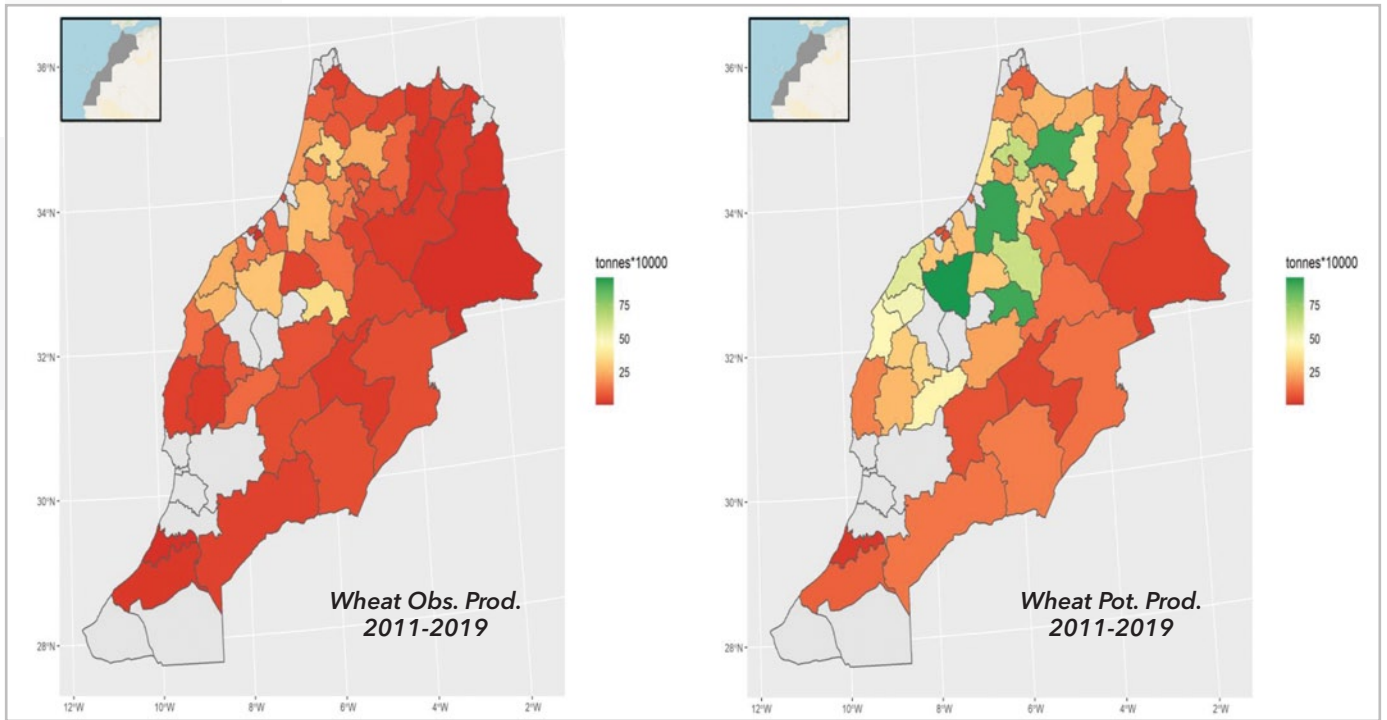 36°N
34°N
32°N
30°N
28°N
12°W
10°W
8°W
6°W
4°W
2°W
tonnes*10000
75
50
25
Wheat Obs. Prod.
2011-2019
36°N
34°N
32°N
30°N
28°N
12°W
10°W
8°W
6°W
4°W
2°W
tonnes*10000
75
50
25
Wheat Pot. Prod.
2011-2019